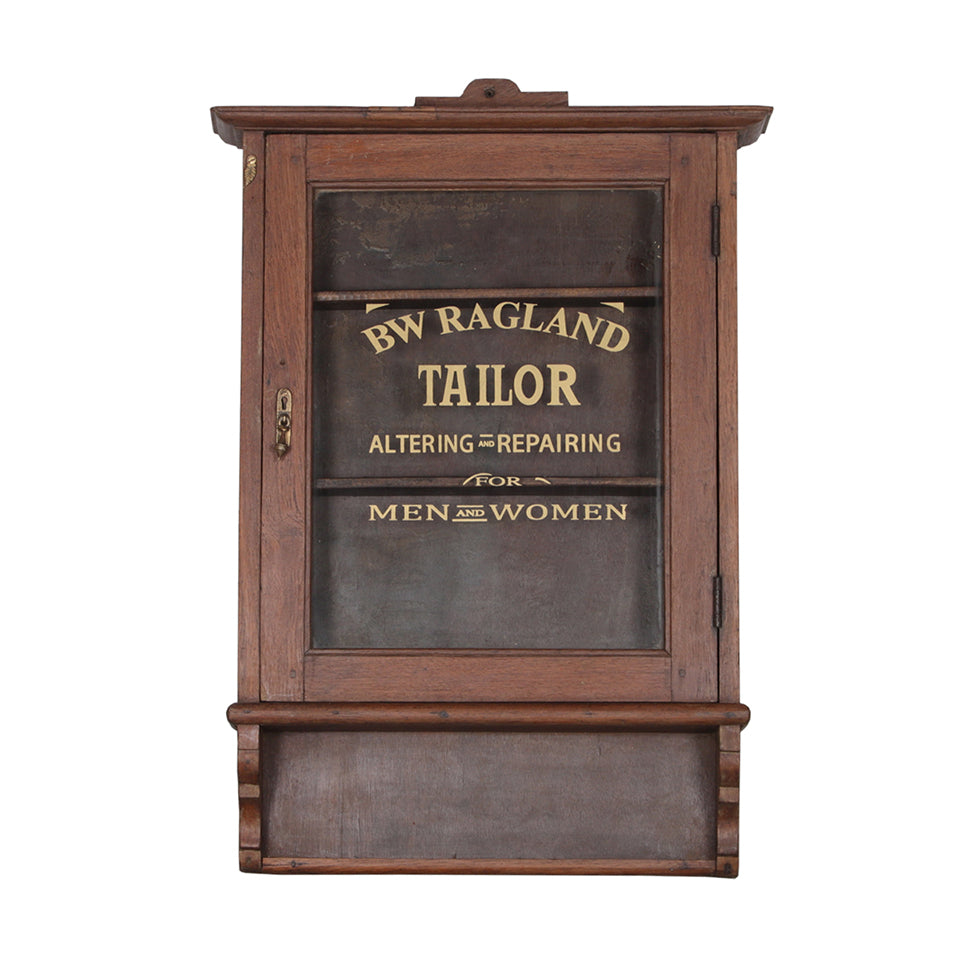 BW RAGLAND
TAILOR
ALTERING AND REPAIRING
FOR
MEN AND WOMEN